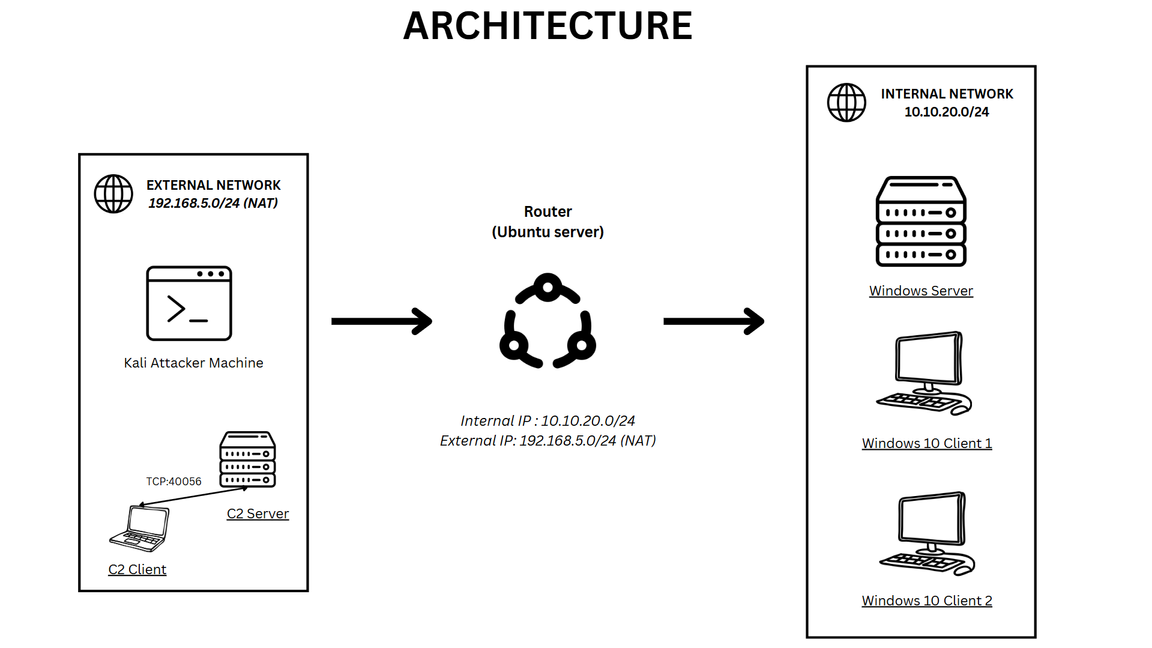 ARCHITECTURE
EXTERNAL NETWORK
192.168.5.0/24 (NAT)
>_
Kali Attacker Machine
TCP:40056
C2 Server
C2 Client
Router
(Ubuntu server)
Internal IP : 10.10.20.0/24
External IP: 192.168.5.0/24 (NAT)
INTERNAL NETWORK
10.10.20.0/24
Windows Server
Windows 10 Client 1
Windows 10 Client 2